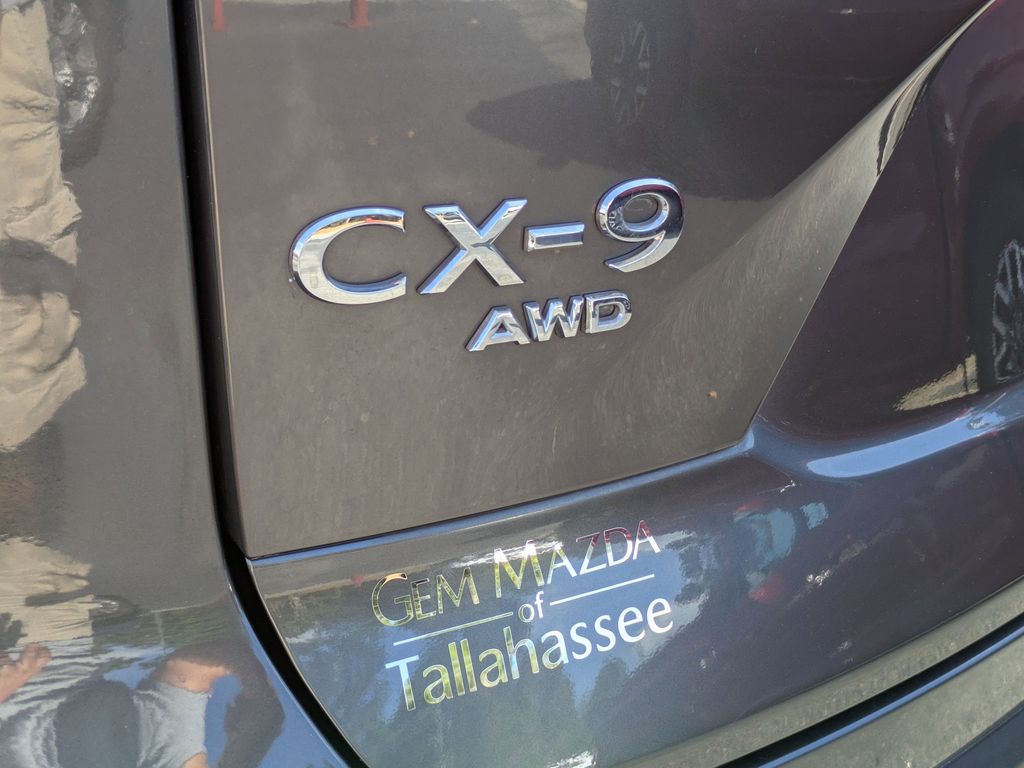 CX-9
AWD
GEM MAZDA
of
Tallahassee